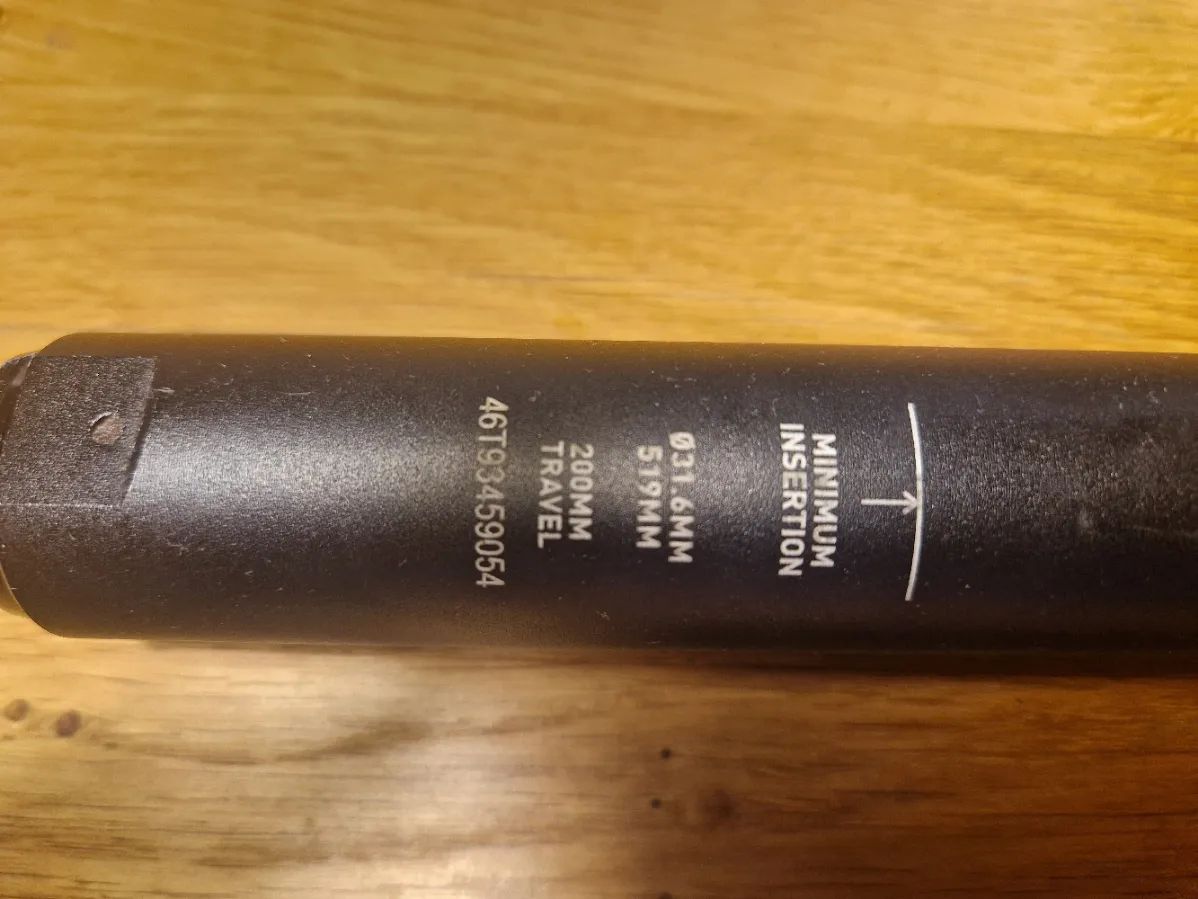 MINIMUM
INSERTION
Ø31.6MM
519MM
200MM
TRAVEL
46T93459054